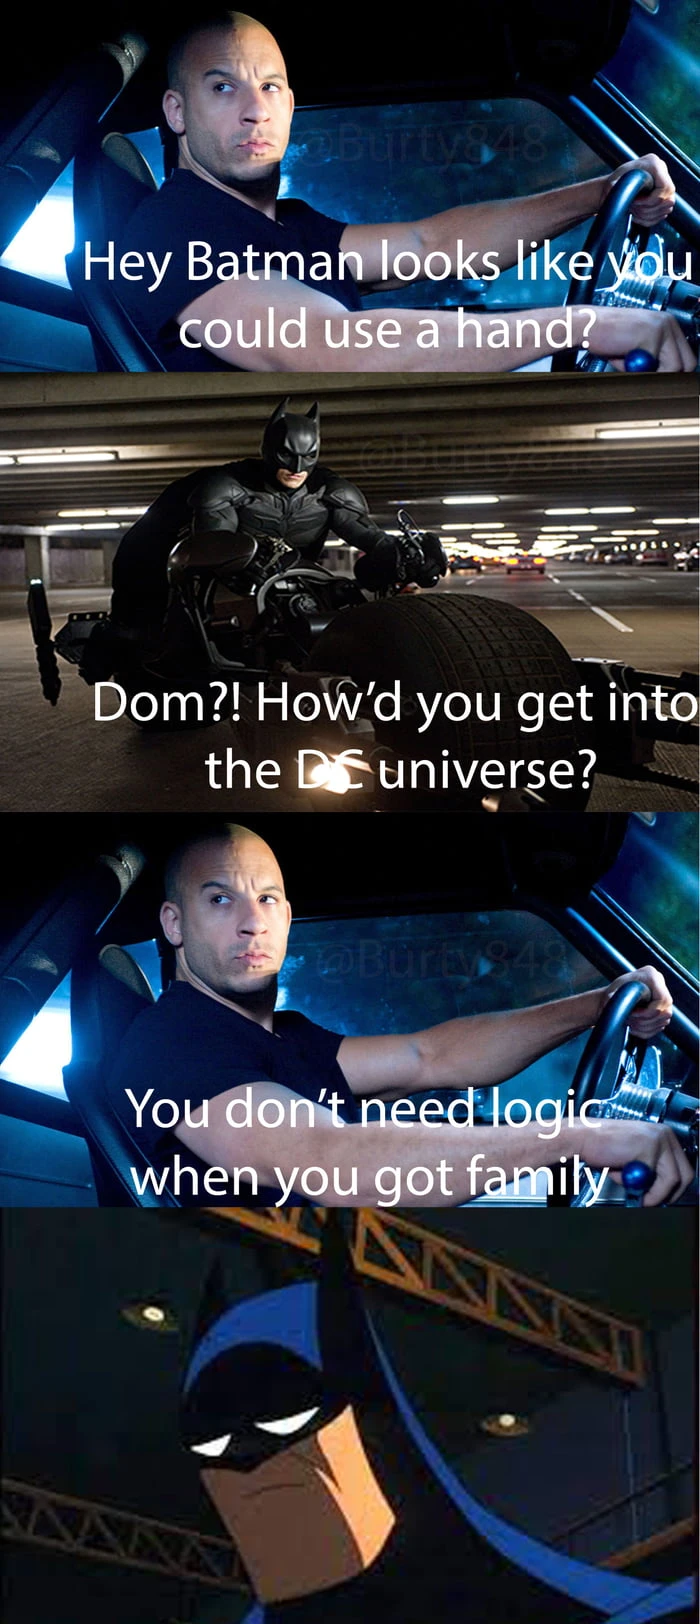 @Burty848
Hey Batman looks like you
could use a hand?
Dom?! How'd you get into
the DC universe?
@Burty848
You don't need logic
when you got family